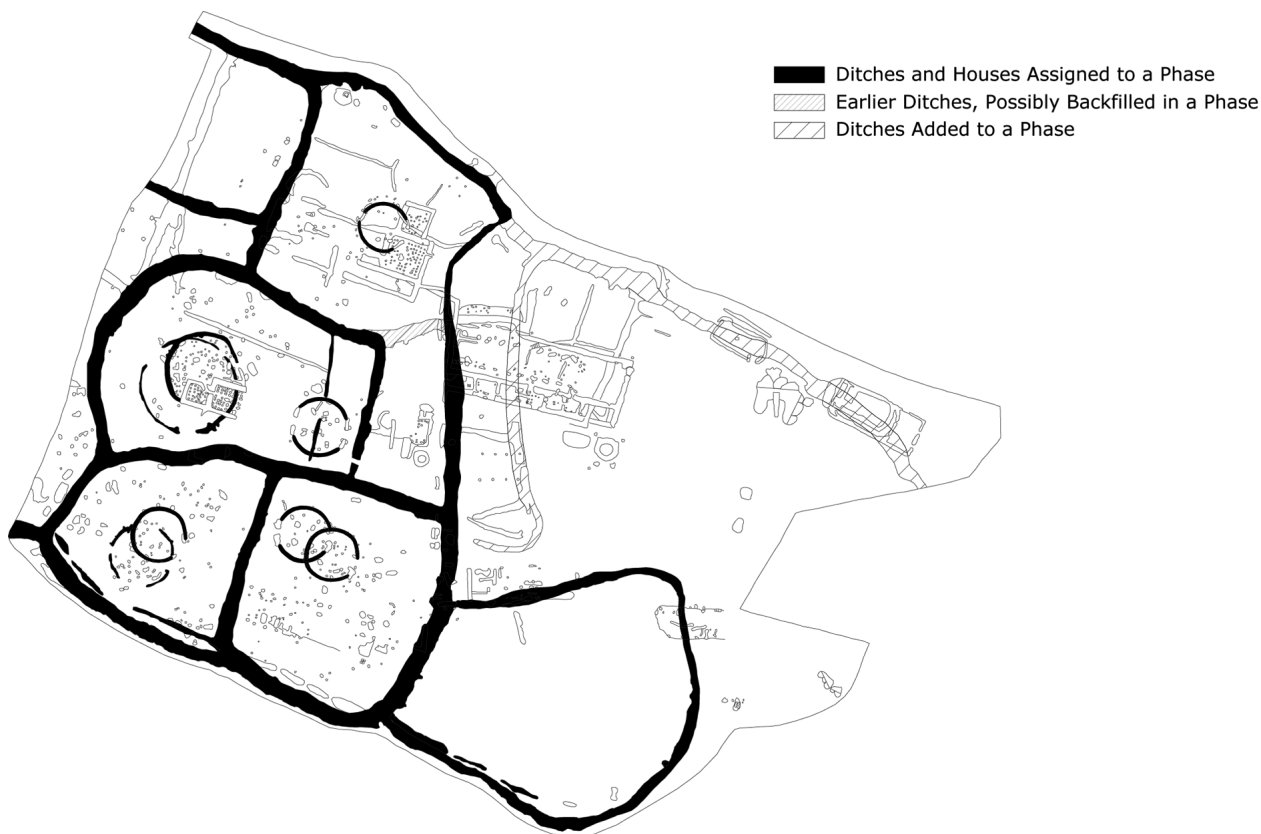 Ditches and Houses Assigned to a Phase
Earlier Ditches, Possibly Backfilled in a Phase
Ditches Added to a Phase